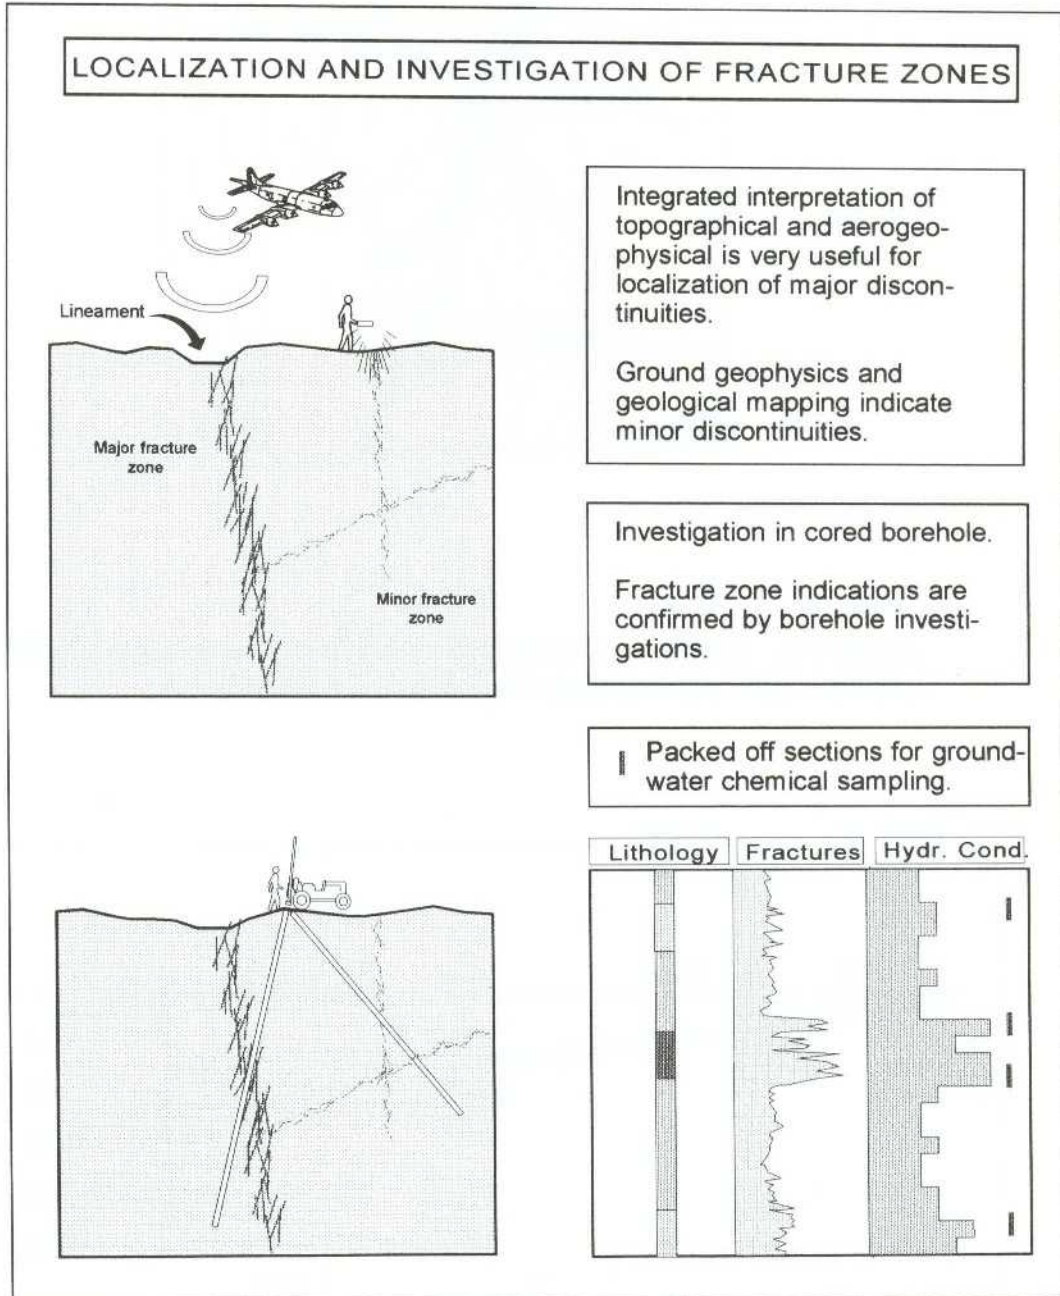 LOCALIZATION AND INVESTIGATION OF FRACTURE ZONES
Lineament
Major fracture
zone
Minor fracture
zone
Integrated interpretation of
topographical and aerogeo-
physical is very useful for
localization of major discon-
tinuities.
Ground geophysics and
geological mapping indicate
minor discontinuities.
Investigation in cored borehole.
Fracture zone indications are
confirmed by borehole investi-
gations.
Packed off sections for ground-
water chemical sampling.
Lithology Fractures Hydr. Cond.